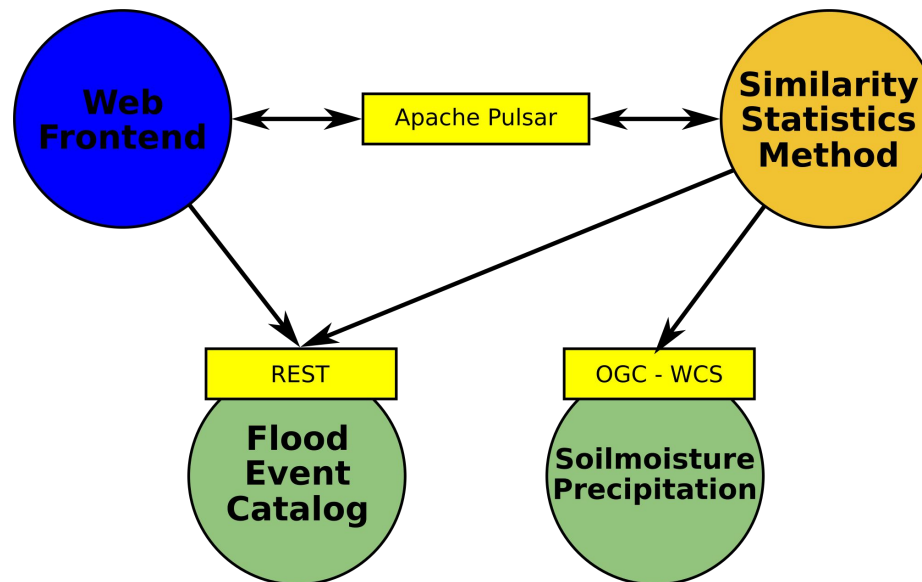 Web
Frontend
Apache Pulsar
Similarity
Statistics
Method
REST
Flood
Event
Catalog
OGC - WCS
Soilmoisture
Precipitation